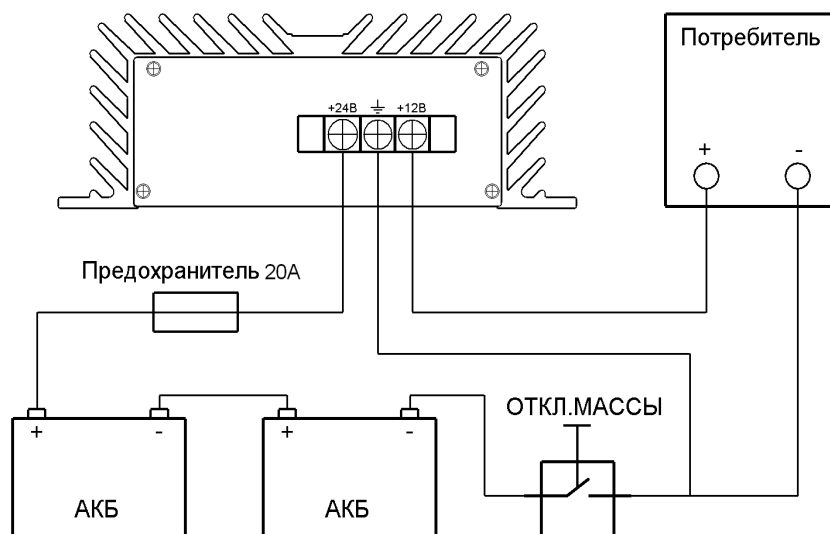 Потребитель
+24В
+12В
+ -
Предохранитель 20А
ОТКЛ.МАССЫ
+ -
+ -
АКБ
АКБ